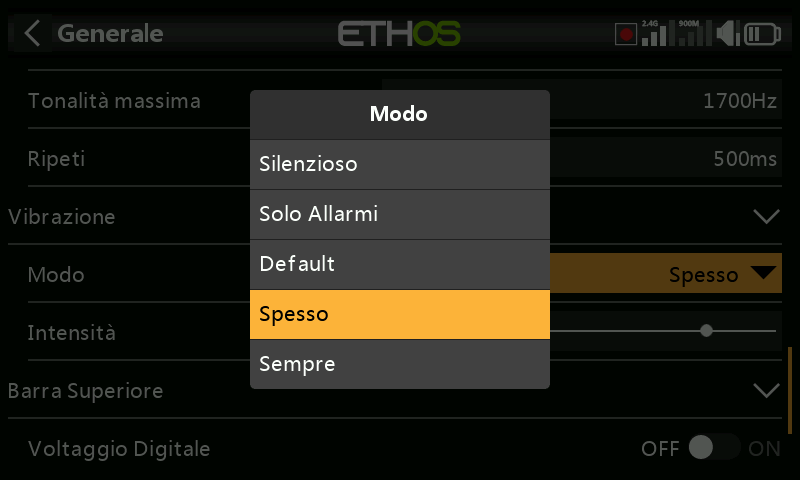 Generale
ETHOS
2.4G
900M
Tonalità massima
1700Hz
Modo
Ripeti
500ms
Silenzioso
Vibrazione
Solo Allarmi
Default
Modo
Spesso
Spesso
Intensità
Sempre
Barra Superiore
Voltaggio Digitale
OFF
ON